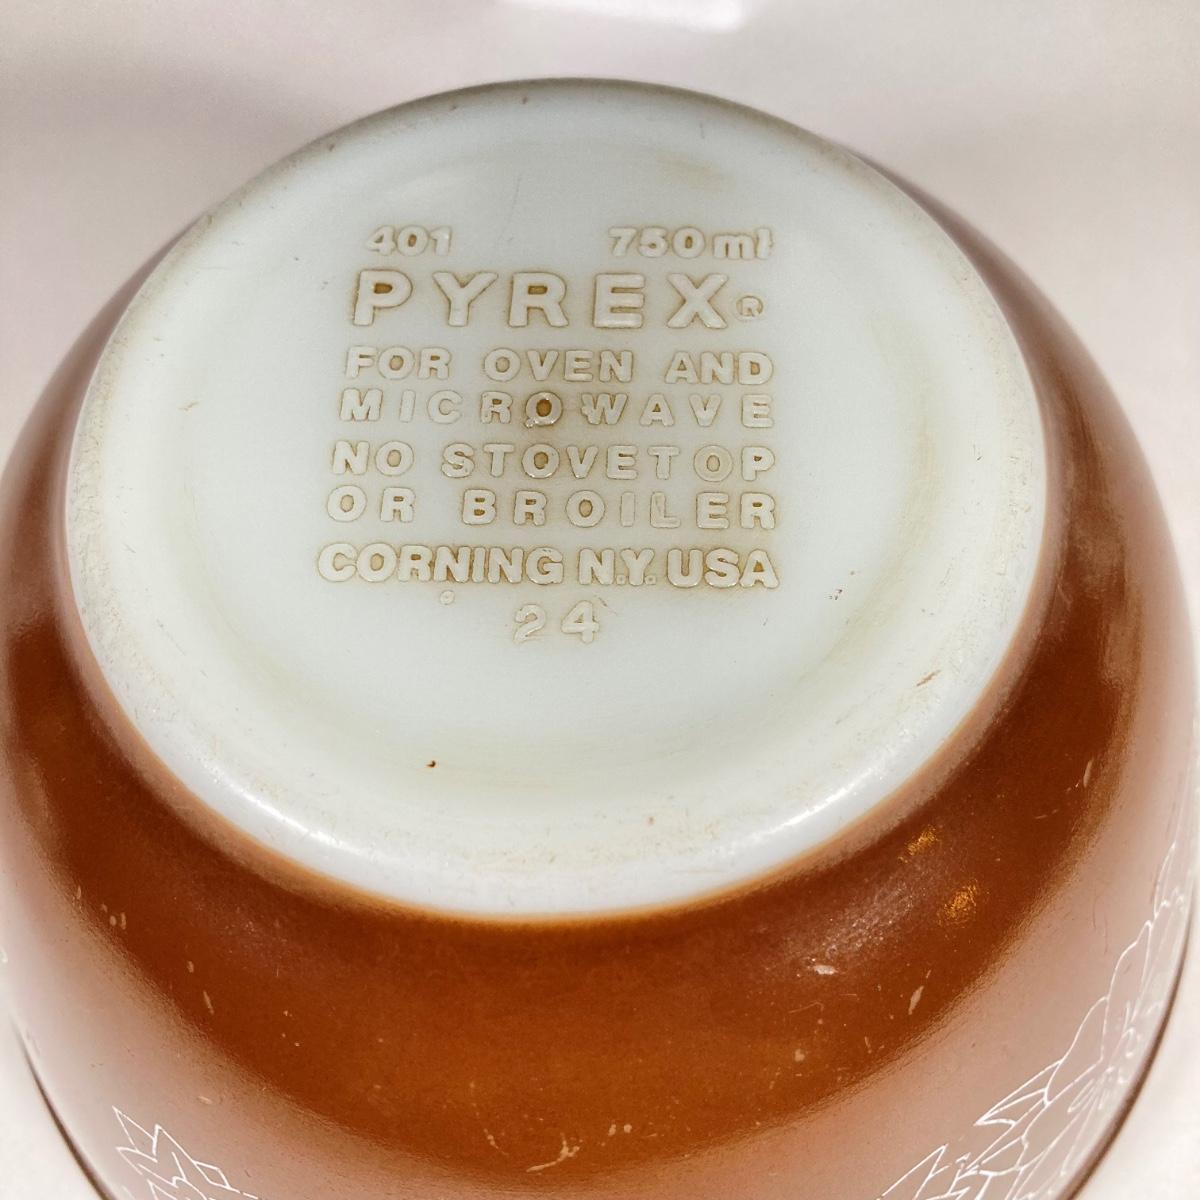 401 750ml
PYREX®
FOR OVEN AND
MICROWAVE
NO STOVETOP
OR BROILER
CORNING N.Y. USA
24